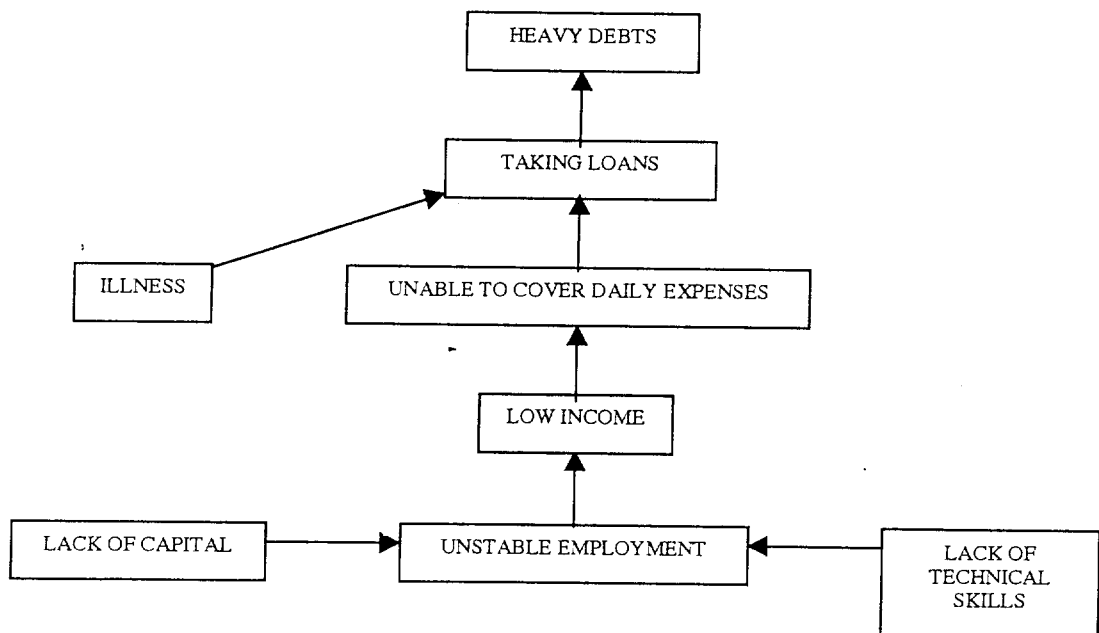 HEAVY DEBTS
TAKING LOANS
ILLNESS
UNABLE TO COVER DAILY EXPENSES
LOW INCOME
LACK OF CAPITAL
UNSTABLE EMPLOYMENT
LACK OF
TECHNICAL
SKILLS